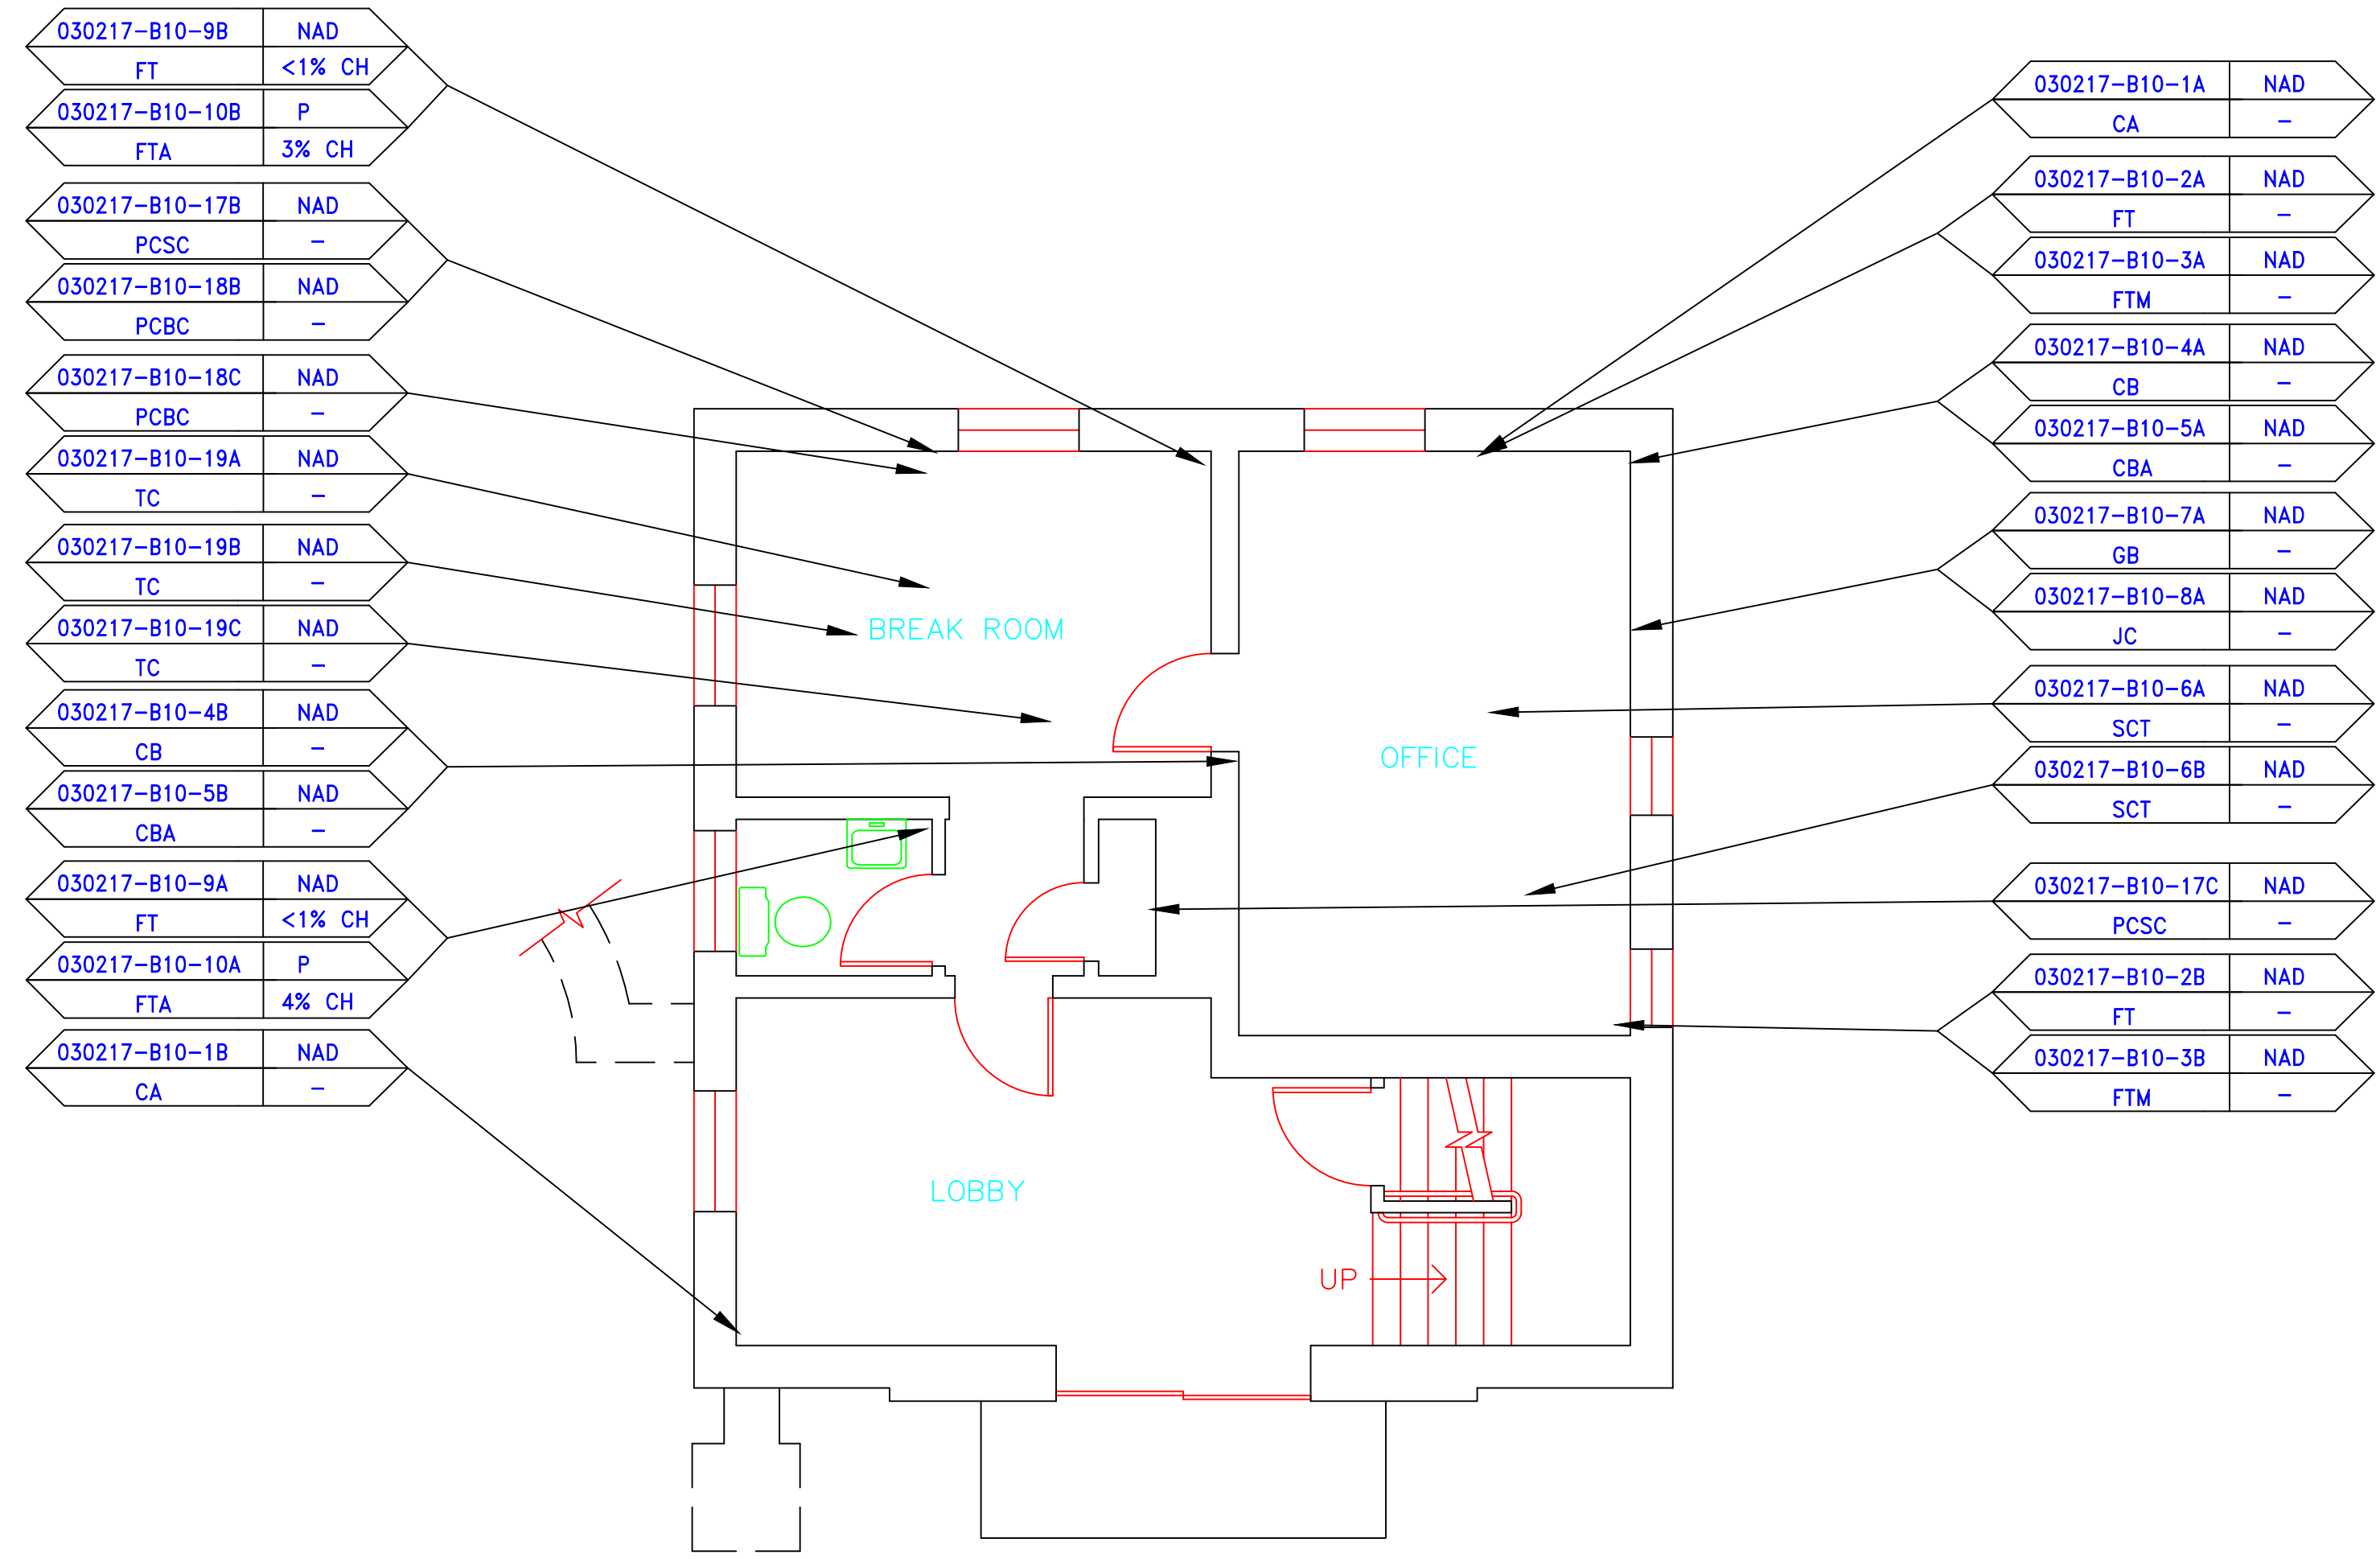 030217-B10-9B NAD
FT <1% CH
030217-B10-10B P
FTA 3% CH
030217-B10-17B NAD
PCSC -
030217-B10-18B NAD
PCBC -
030217-B10-18C NAD
PCBC -
030217-B10-19A NAD
TC -
030217-B10-19B NAD
TC -
030217-B10-19C NAD
TC -
030217-B10-4B NAD
CB -
030217-B10-5B NAD
CBA -
030217-B10-9A NAD
FT <1% CH
030217-B10-10A P
FTA 4% CH
030217-B10-1B NAD
CA -
BREAK ROOM
OFFICE
LOBBY
UP
030217-B10-1A NAD
CA -
030217-B10-2A NAD
FT -
030217-B10-3A NAD
FTM -
030217-B10-4A NAD
CB -
030217-B10-5A NAD
CBA -
030217-B10-7A NAD
GB -
030217-B10-8A NAD
JC -
030217-B10-6A NAD
SCT -
030217-B10-6B NAD
SCT -
030217-B10-17C NAD
PCSC -
030217-B10-2B NAD
FT -
030217-B10-3B NAD
FTM -